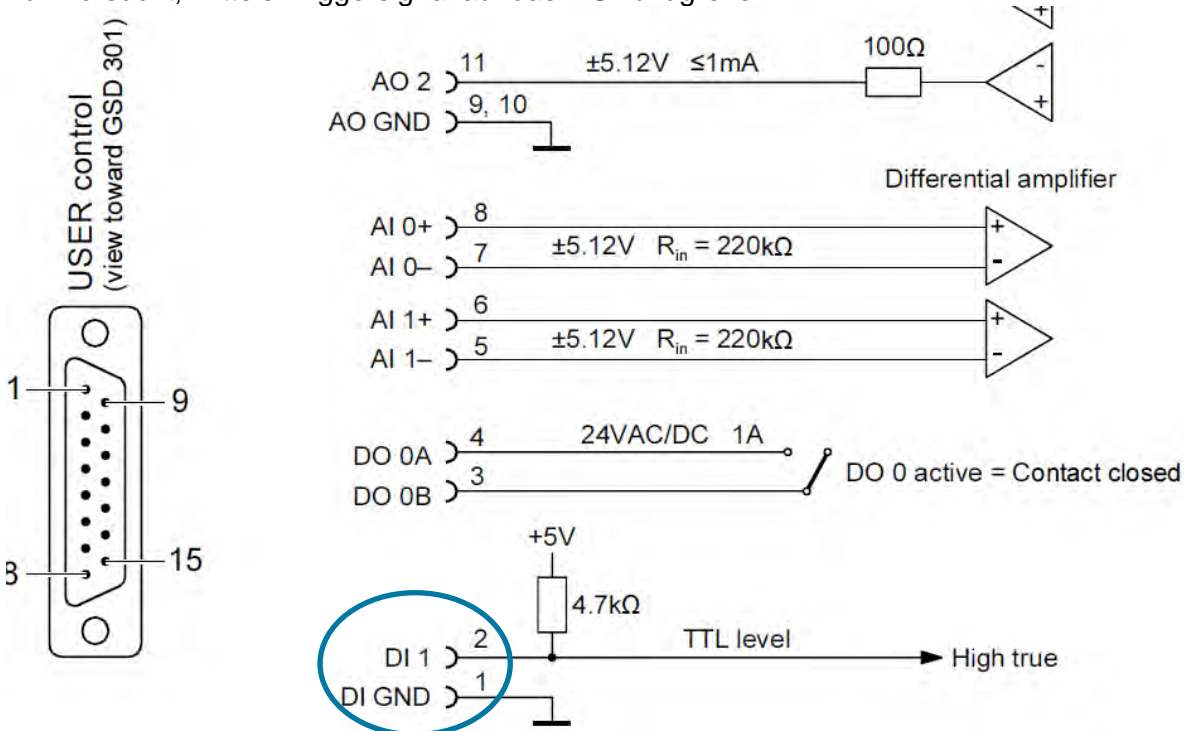 USER control
(view toward GSD 301)
1
9
15
AO 2
11
±5.12V ≤1mA
100Ω
-
+
AO GND
9, 10
Differential amplifier
AI 0+
8
+
±5.12V Rin = 220kΩ
AI 0–
7
-
AI 1+
6
+
±5.12V Rin = 220kΩ
AI 1–
5
-
DO 0A
4
24VAC/DC 1A
DO 0 active = Contact closed
DO 0B
3
+5V
4.7kΩ
DI 1
2
TTL level
High true
DI GND
1